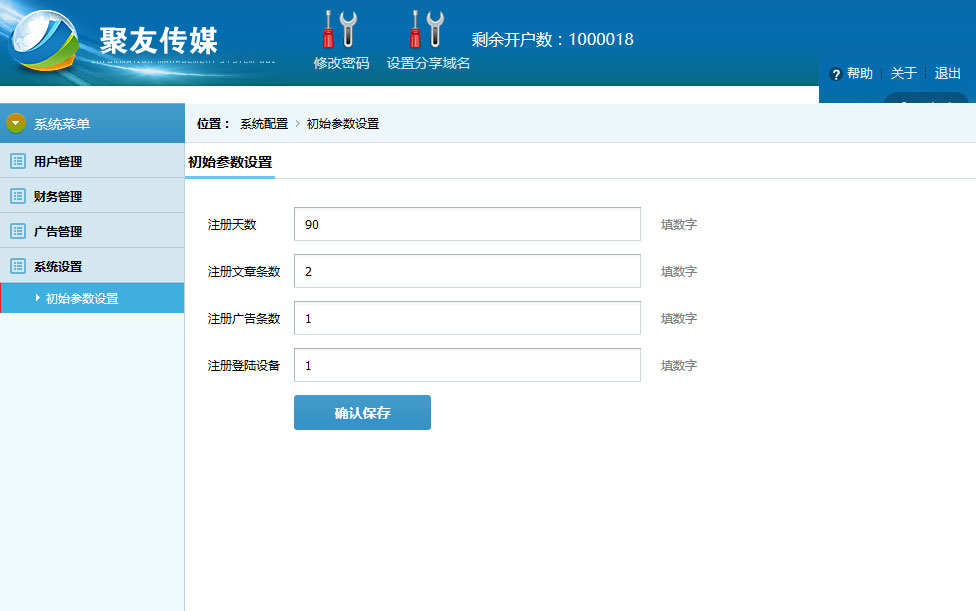 聚友传媒
INFORMATION MANAGEMENT SYSTEM
修改密码
设置分享域名
剩余开户数：1000018
帮助
关于
退出
系统菜单
位置：
系统配置
初始参数设置
用户管理
财务管理
广告管理
系统设置
初始参数设置
初始参数设置
注册天数
90
填数字
注册文章条数
2
填数字
注册广告条数
1
填数字
注册登陆设备
1
填数字
确认保存